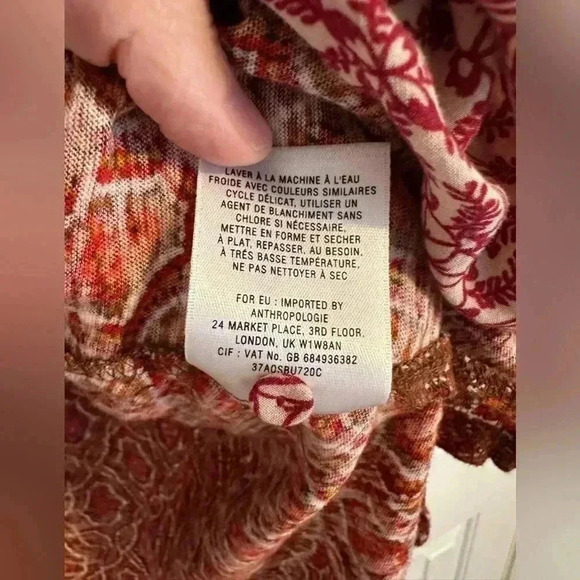 LAVER À LA MACHINE À L'EAU
FROIDE AVEC COULEURS SIMILAIRES
CYCLE DÉLICAT, UTILISER UN
AGENT DE BLANCHIMENT SANS
CHLORE SI NÉCESSAIRE,
METTRE EN FORME ET SECHER
À PLAT, REPASSER, AU BESOIN.
À TRÉS BASSE TEMPÉRATURE,
NE PAS NETTOYER À SEC
FOR EU : IMPORTED BY
ANTHROPOLOGIE
24 MARKET PLACE, 3RD FLOOR.
LONDON, UK W1W8AN
CIF : VAT No. GB 684936382
37AOSBU720C